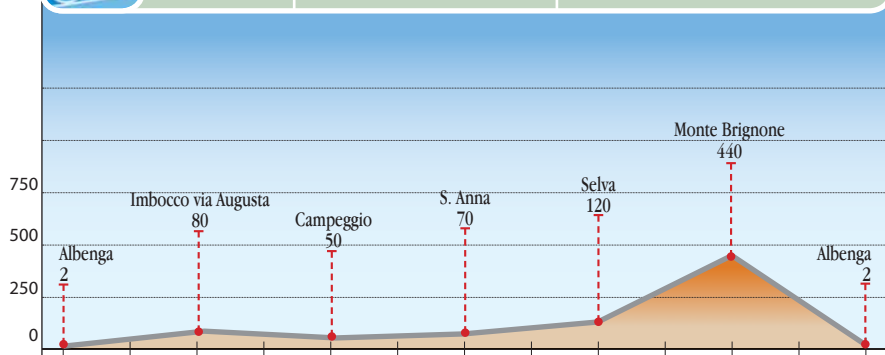 Monte Brignone
440
750
Selva
120
Imbocco via Augusta
80
S. Anna
70
Campeggio
50
500
Albenga
2
Albenga
2
250
0